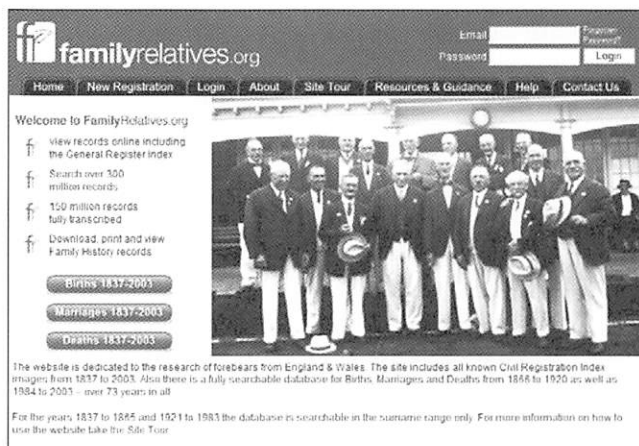 familyrelatives.org
Email
Forgotten Password?
Password
Login
Home New Registration Login About Site Tour Resources & Guidance Help Contact Us
Welcome to FamilyRelatives.org
View records online including
the General Register Index
Search over 300
million records
150 million records
fully transcribed
Download, print and view
Family History records
Births 1837-2003
Marriages 1837-2003
Deaths 1837-2003
The website is dedicated to the research of forebears from England & Wales. The site includes all known Civil Registration Index
images from 1837 to 2003. Also there is a fully searchable database for Births, Marriages and Deaths from 1866 to 1920 as well as
1984 to 2003 - over 73 years in all.
For the years 1837 to 1865 and 1921 to 1983 the database is searchable in the surname range only. For more information on how to
use the website take the Site Tour